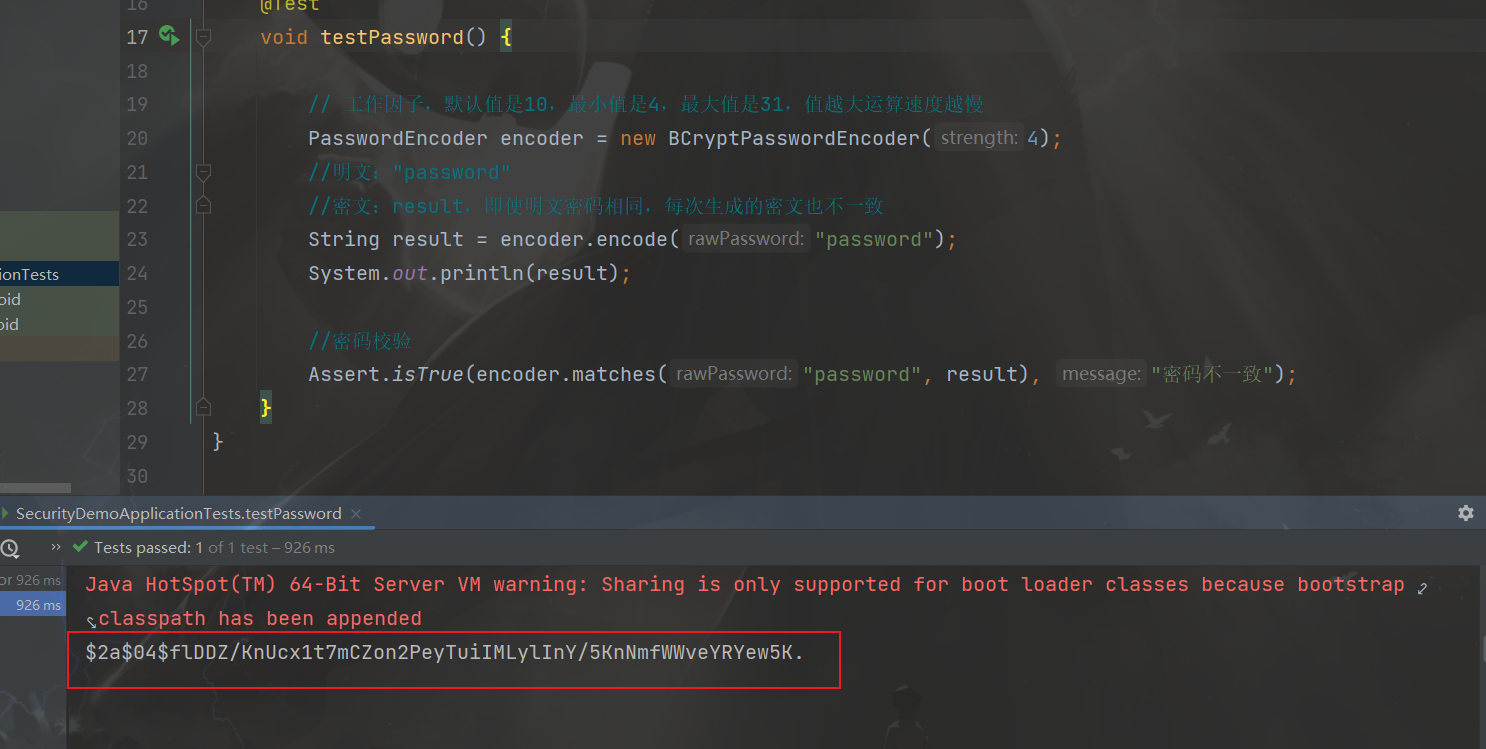 16 @Test
17 void testPassword() {
18
19 // 工作因子，默认值是10，最小值是4，最大值是31，值越大运算速度越慢
20 PasswordEncoder encoder = new BCryptPasswordEncoder( strength: 4);
21 //明文："password"
22 //密文：result，即使明文密码相同，每次生成的密文也不一致
23 String result = encoder.encode( rawPassword: "password");
ionTests 24 System.out.println(result);
oid 25
oid 26 //密码校验
27 Assert.isTrue(encoder.matches( rawPassword: "password", result), message: "密码不一致");
28 }
29 }
30
SecurityDemoApplicationTests.testPassword ×
» Tests passed: 1 of 1 test – 926 ms
or 926 ms Java HotSpot(TM) 64-Bit Server VM warning: Sharing is only supported for boot loader classes because bootstrap
926 ms classpath has been appended
$2a$04$flDDZ/KnUcx1t7mCZon2PeyTuiIMLylInY/5KnNmfWWveYRYew5K.